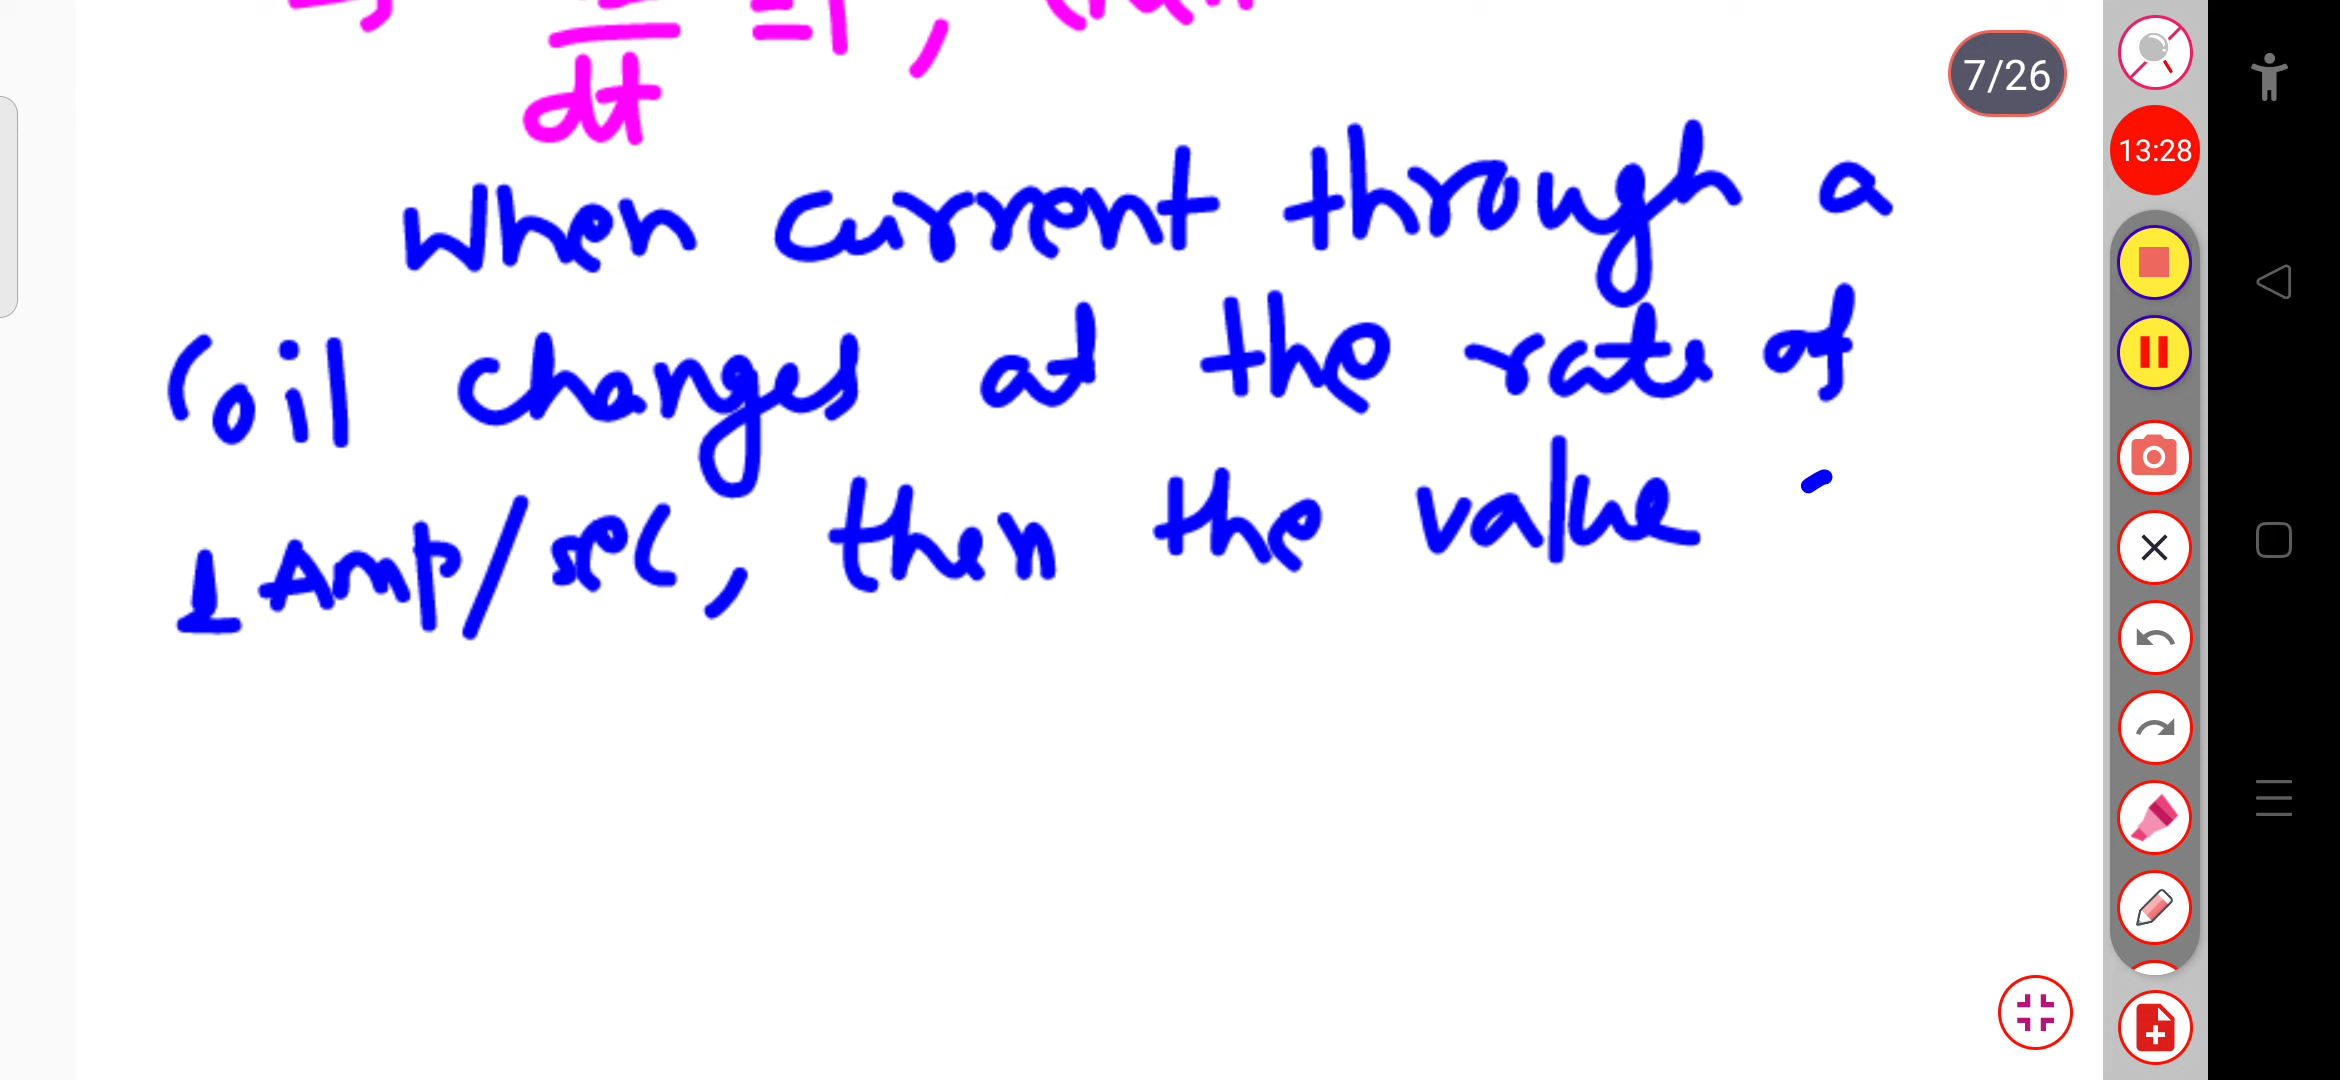 dt = 1,
7/26
13:28
when current through a
Coil changes at the rate of
1 Amp/sec, then the value